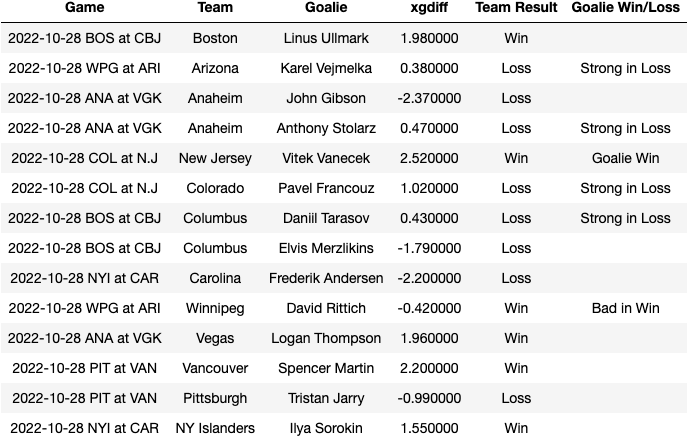 Game Team Goalie xgdiff Team Result Goalie Win/Loss
2022-10-28 BOS at CBJ Boston Linus Ullmark 1.980000 Win
2022-10-28 WPG at ARI Arizona Karel Vejmelka 0.380000 Loss Strong in Loss
2022-10-28 ANA at VGK Anaheim John Gibson -2.370000 Loss
2022-10-28 ANA at VGK Anaheim Anthony Stolarz 0.470000 Loss Strong in Loss
2022-10-28 COL at N.J New Jersey Vitek Vanecek 2.520000 Win Goalie Win
2022-10-28 COL at N.J Colorado Pavel Francouz 1.020000 Loss Strong in Loss
2022-10-28 BOS at CBJ Columbus Daniil Tarasov 0.430000 Loss Strong in Loss
2022-10-28 BOS at CBJ Columbus Elvis Merzlikins -1.790000 Loss
2022-10-28 NYI at CAR Carolina Frederik Andersen -2.200000 Loss
2022-10-28 WPG at ARI Winnipeg David Rittich -0.420000 Win Bad in Win
2022-10-28 ANA at VGK Vegas Logan Thompson 1.960000 Win
2022-10-28 PIT at VAN Vancouver Spencer Martin 2.200000 Win
2022-10-28 PIT at VAN Pittsburgh Tristan Jarry -0.990000 Loss
2022-10-28 NYI at CAR NY Islanders Ilya Sorokin 1.550000 Win